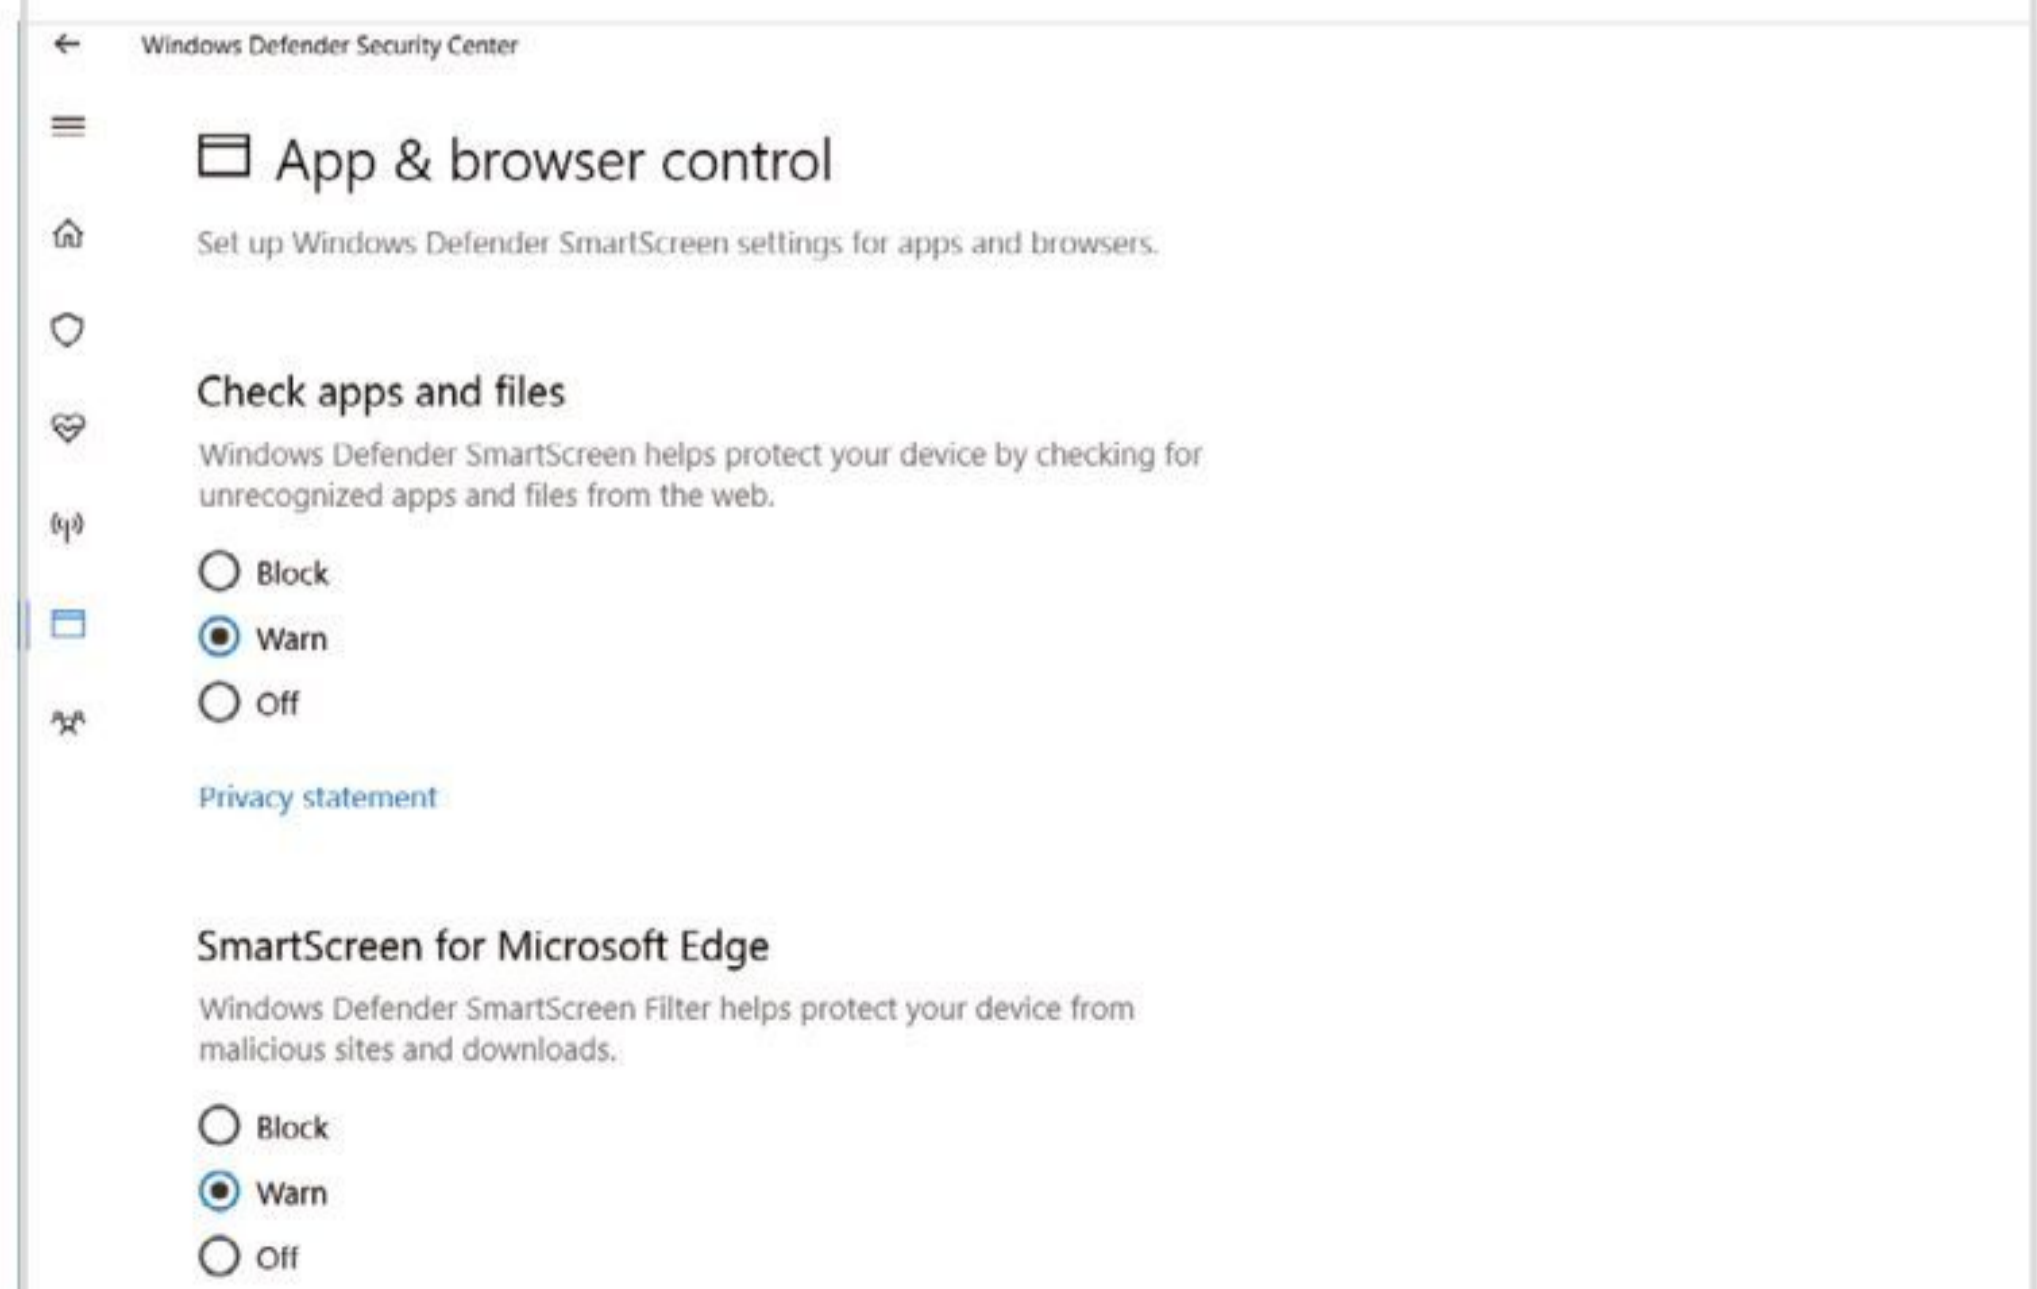 Windows Defender Security Center
App & browser control
Set up Windows Defender SmartScreen settings for apps and browsers.
Check apps and files
Windows Defender SmartScreen helps protect your device by checking for
unrecognized apps and files from the web.
Block
Warn
Off
Privacy statement
SmartScreen for Microsoft Edge
Windows Defender SmartScreen Filter helps protect your device from
malicious sites and downloads.
Block
Warn
Off